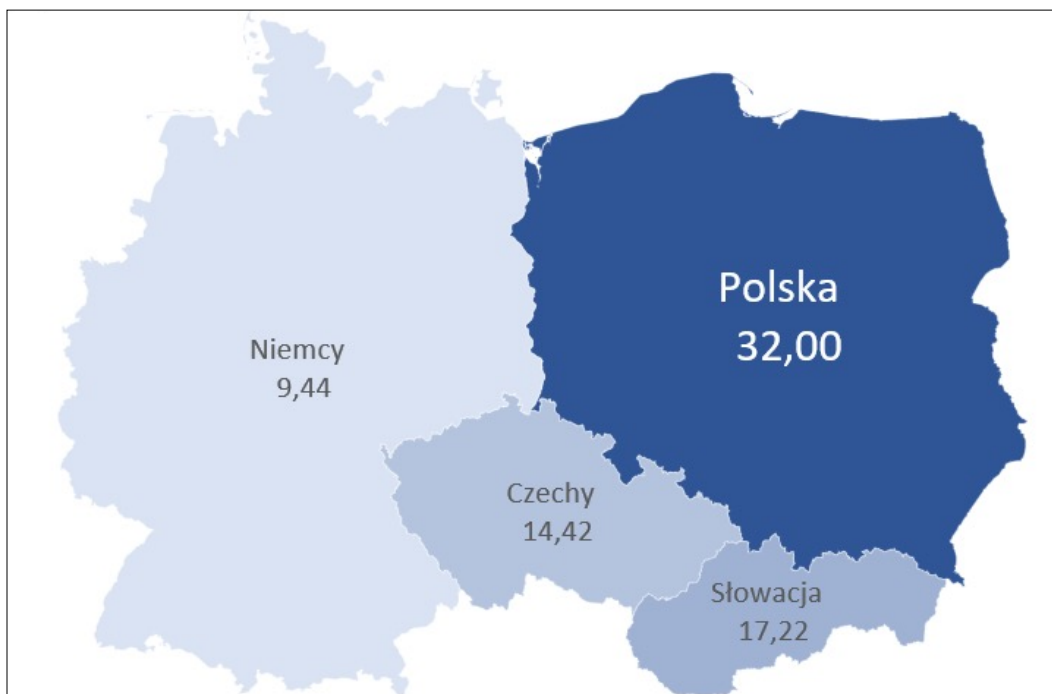 Polska
32,00
Niemcy
9,44
Czechy
14,42
Słowacja
17,22